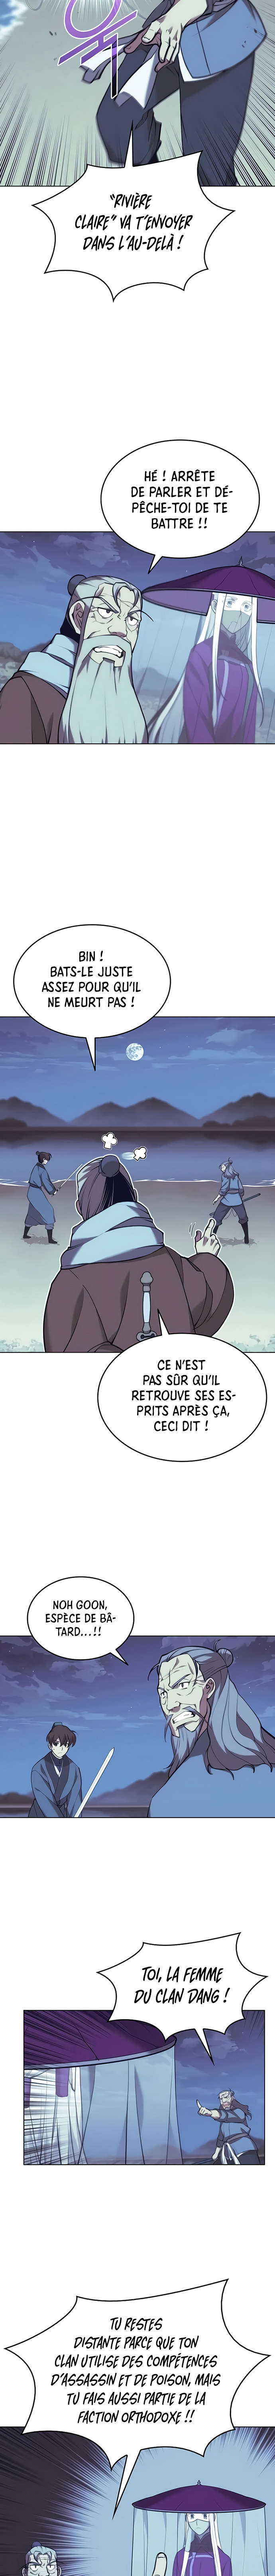 "RIVIÈRE
CLAIRE" VA T'ENVOYER
DANS L'AU-DELÀ !
HÉ ! ARRÊTE
DE PARLER ET DÉ-
PÊCHE-TOI DE TE
BATTRE !!
BIN !
BATS-LE JUSTE
ASSEZ POUR QU'IL
NE MEURT PAS !
CE N'EST
PAS SÛR QU'IL
RETROUVE SES ES-
PRITS APRÈS ÇA,
CECI DIT !
NOH GOON,
ESPÈCE DE BÂ-
TARD...!!
TOI, LA FEMME
DU CLAN DANG !
TU RESTES
DISTANTE PARCE QUE TON
CLAN UTILISE DES COMPÉTENCES
D'ASSASSIN ET DE POISON, MAIS
TU FAIS AUSSI PARTIE DE LA
FACTION ORTHODOXE !!